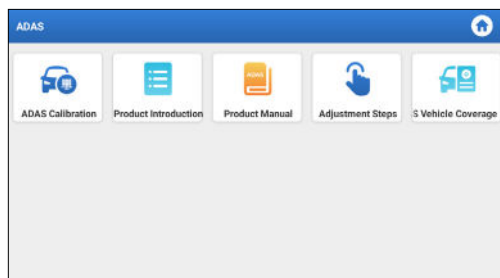 ADAS
ADAS
ADAS Calibration
Product Introduction
Product Manual
Adjustment Steps
S Vehicle Coverage